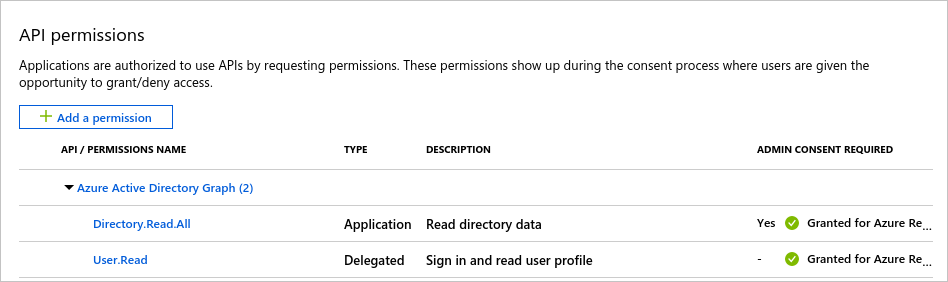 API permissions
Applications are authorized to use APIs by requesting permissions. These permissions show up during the consent process where users are given the
opportunity to grant/deny access.
+ Add a permission
API / PERMISSIONS NAME TYPE DESCRIPTION ADMIN CONSENT REQUIRED
Azure Active Directory Graph (2)
Directory.Read.All Application Read directory data Yes Granted for Azure Re...
User.Read Delegated Sign in and read user profile - Granted for Azure Re...